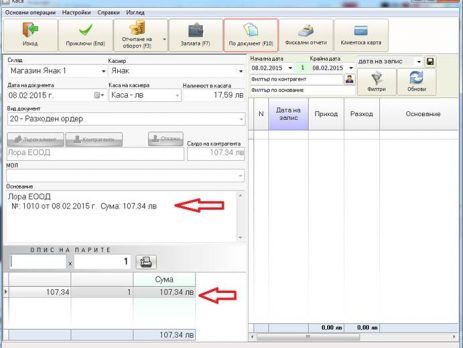 Каса
Основни операции Настройки Справки Изглед
Изход
Приключи (End)
Отчитане на оборот (F3)
Заплата (F7)
По документ (F10)
Фискални отчети
Клиентска карта
Склад
Магазин Янак 1
Касиер
Янак
Дата на документа
08.02.2015 г.
Каса на касиера
Каса - лв
Наличност в касата
17,59 лв
Вид документ
20 - Разходен ордер
Контрагенти
Лора ЕООД
Салдо на контрагента
107.34 лв
МОЛ
Основание
Лора ЕООД
№: 1010 от 08.02 2015 г. Сума: 107.34 лв
ОПИС НА ПАРИТЕ
x 1
Сума
107.34 1 107.34 лв
107.34 лв
Начална дата
08.02.2015
1
Крайна дата
08.02.2015
дата на запис
Филтър по контрагент
Филтър по основание
Филтри
Обнови
N
Дата на запис
Приход
Разход
Основание
0,00 лв 0,00 лв